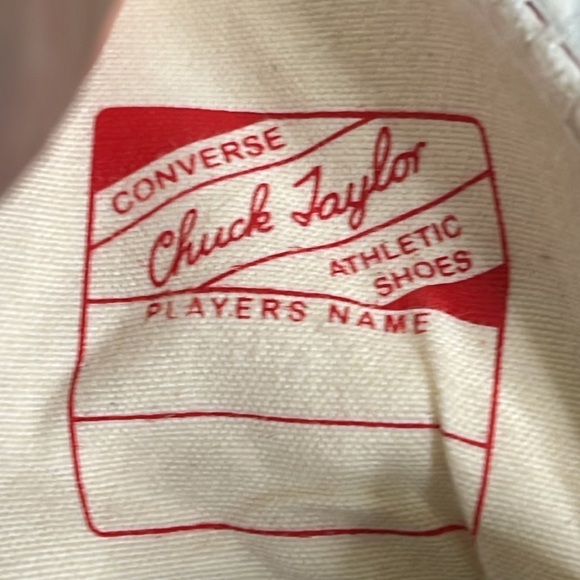 CONVERSE
Chuck Taylor
ATHLETIC
SHOES
PLAYERS NAME